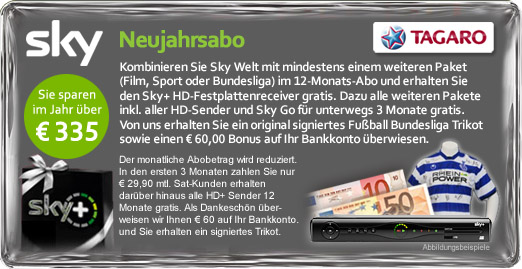 sky Neujahrsabo
TAGARO
Kombinieren Sie Sky Welt mit mindestens einem weiteren Paket
(Film, Sport oder Bundesliga) im 12-Monats-Abo und erhalten Sie
den Sky+ HD-Festplattenreceiver gratis. Dazu alle weiteren Pakete
inkl. aller HD-Sender und Sky Go für unterwegs 3 Monate gratis.
Von uns erhalten Sie ein original signiertes Fußball Bundesliga Trikot
sowie einen € 60,00 Bonus auf Ihr Bankkonto überwiesen.
Sie sparen
im Jahr über
€ 335
Der monatliche Abobetrag wird reduziert.
In den ersten 3 Monaten zahlen Sie nur
€ 29,90 mtl. Sat-Kunden erhalten
darüber hinaus alle HD+ Sender 12
Monate gratis. Als Dankeschön über-
weisen wir Ihnen € 60 auf Ihr Bankkonto.
und Sie erhalten ein signiertes Trikot.
sky+
10
50
RHEIN
POWER
sky+
Abbildungsbeispiele